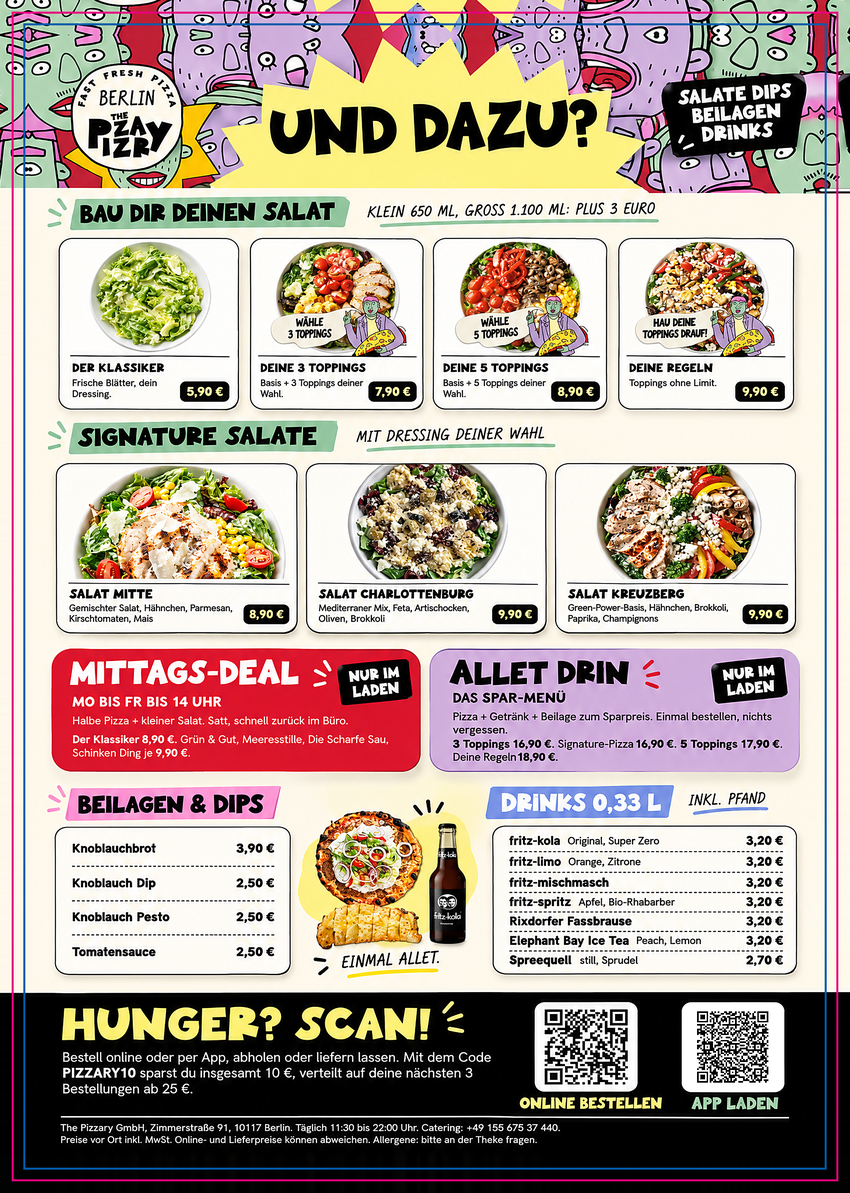 FAST FRESH PIZZA
BERLIN
THE
PIZZARY
UND DAZU?
SALATE DIPS
BEILAGEN
DRINKS
BAU DIR DEINEN SALAT
KLEIN 650 ML, GROSS 1.100 ML: PLUS 3 EURO
WÄHLE
3 TOPPINGS
WÄHLE
5 TOPPINGS
HAU DEINE
TOPPINGS DRAUF!
DER KLASSIKER
Frische Blätter, dein
Dressing.
5,90 €
DEINE 3 TOPPINGS
Basis + 3 Toppings deiner
Wahl.
7,90 €
DEINE 5 TOPPINGS
Basis + 5 Toppings deiner
Wahl.
8,90 €
DEINE REGELN
Toppings ohne Limit.
9,90 €
SIGNATURE SALATE
MIT DRESSING DEINER WAHL
SALAT MITTE
Gemischter Salat, Hähnchen, Parmesan,
Kirschtomaten, Mais
8,90 €
SALAT CHARLOTTENBURG
Mediterraner Mix, Feta, Artischocken,
Oliven, Brokkoli
9,90 €
SALAT KREUZBERG
Green-Power-Basis, Hähnchen, Brokkoli,
Paprika, Champignons
9,90 €
MITTAGS-DEAL
NUR IM
LADEN
MO BIS FR BIS 14 UHR
Halbe Pizza + kleiner Salat. Satt, schnell zurück im Büro.
Der Klassiker 8,90 €. Grün & Gut, Meeresstille, Die Scharfe Sau,
Schinken Ding je 9,90 €.
ALLET DRIN
NUR IM
LADEN
DAS SPAR-MENÜ
Pizza + Getränk + Beilage zum Sparpreis. Einmal bestellen, nichts
vergessen.
3 Toppings 16,90 €. Signature-Pizza 16,90 €. 5 Toppings 17,90 €.
Deine Regeln 18,90 €.
BEILAGEN & DIPS
Knoblauchbrot 3,90 €
Knoblauch Dip 2,50 €
Knoblauch Pesto 2,50 €
Tomatensauce 2,50 €
fritz-kola
EINMAL ALLET.
DRINKS 0,33 L
INKL. PFAND
fritz-kola Original, Super Zero 3,20 €
fritz-limo Orange, Zitrone 3,20 €
fritz-mischmasch 3,20 €
fritz-spritz Apfel, Bio-Rhabarber 3,20 €
Rixdorfer Fassbrause 3,20 €
Elephant Bay Ice Tea Peach, Lemon 3,20 €
Spreequell still, Sprudel 2,70 €
HUNGER? SCAN!
Bestell online oder per App, abholen oder liefern lassen. Mit dem Code
PIZZARY10 sparst du insgesamt 10 €, verteilt auf deine nächsten 3
Bestellungen ab 25 €.
ONLINE BESTELLEN
APP LADEN
The Pizzary GmbH, Zimmerstraße 91, 10117 Berlin. Täglich 11:30 bis 22:00 Uhr. Catering: +49 155 675 37 440.
Preise vor Ort inkl. MwSt. Online- und Lieferpreise können abweichen. Allergene: bitte an der Theke fragen.